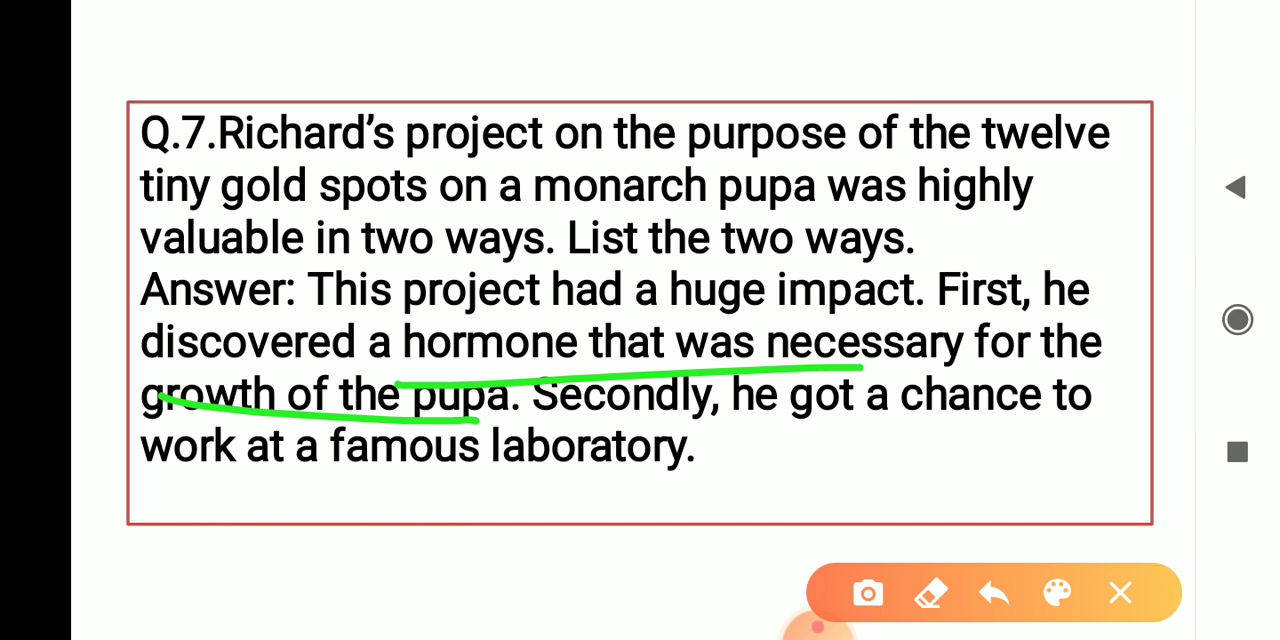 Q.7.Richard’s project on the purpose of the twelve
tiny gold spots on a monarch pupa was highly
valuable in two ways. List the two ways.
Answer: This project had a huge impact. First, he
discovered a hormone that was necessary for the
growth of the pupa. Secondly, he got a chance to
work at a famous laboratory.